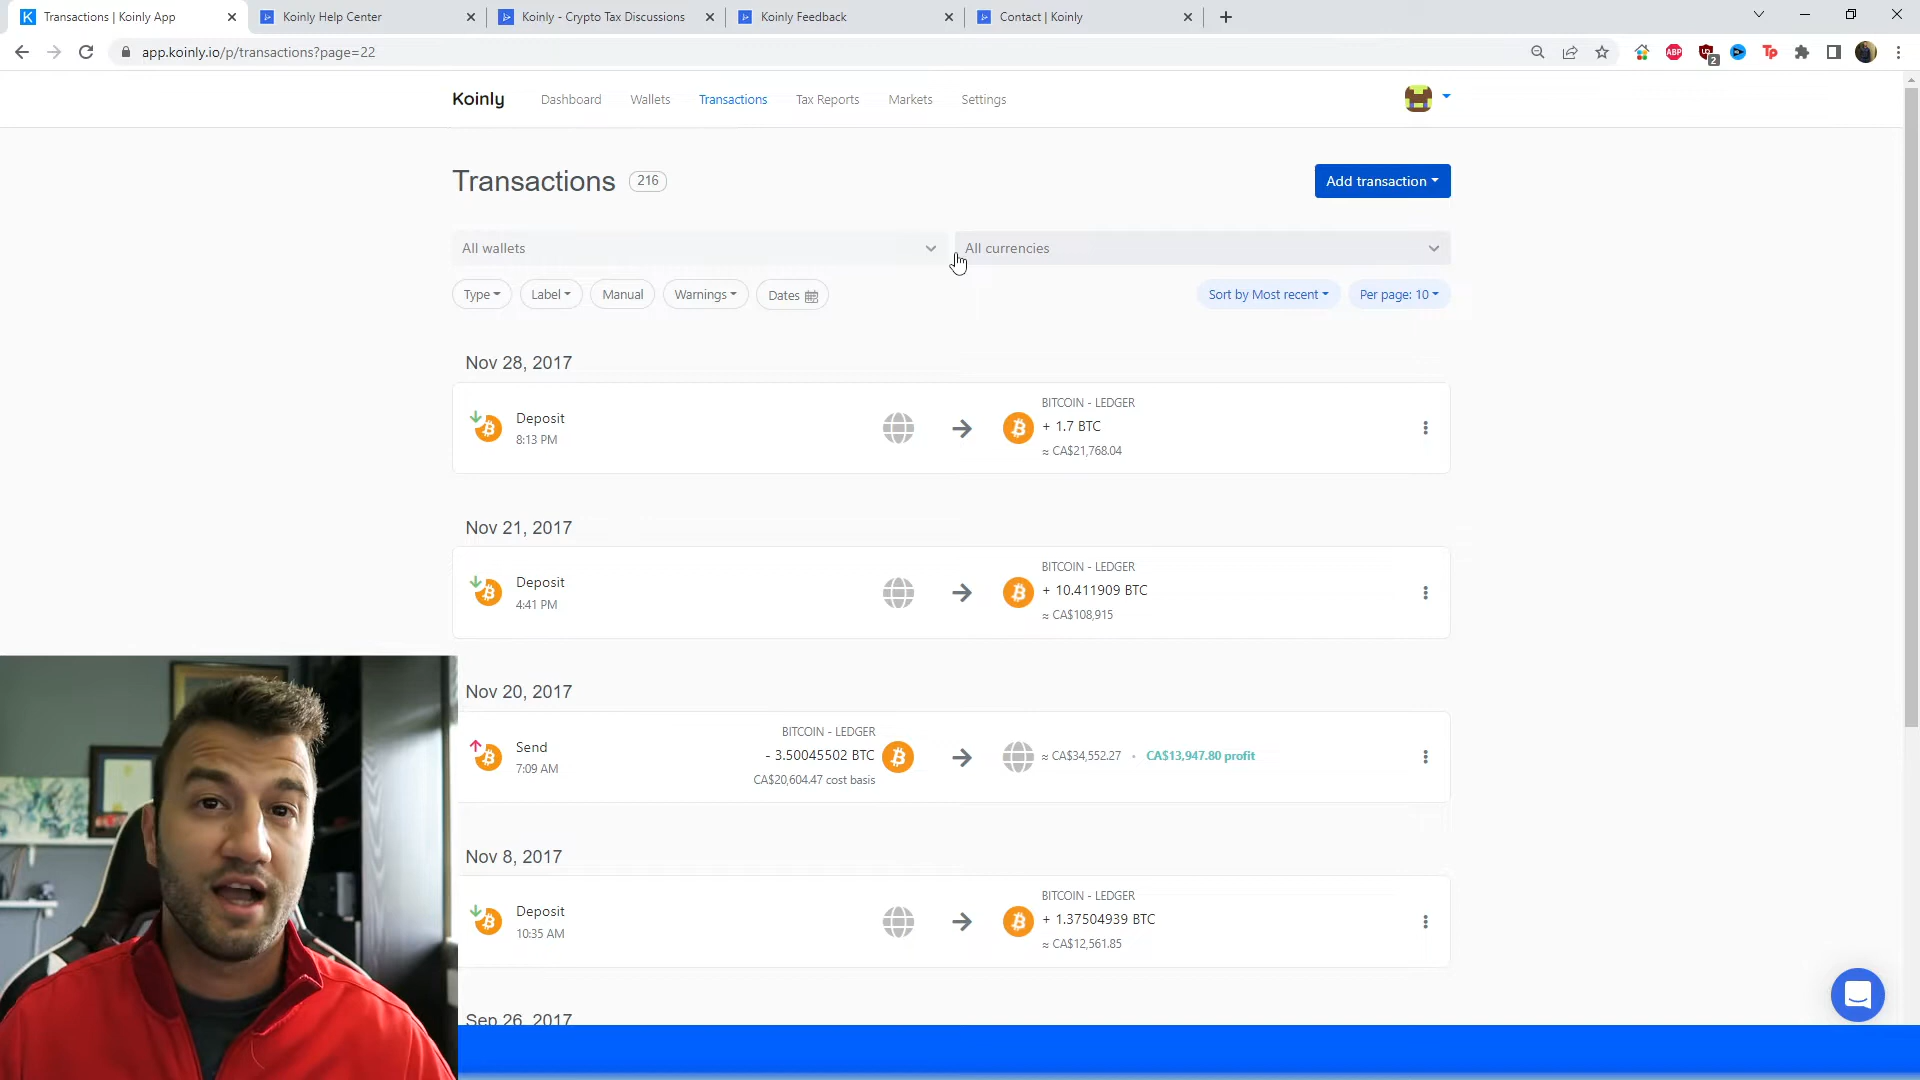 Transactions | Koinly App
Koinly Help Center
Koinly - Crypto Tax Discussions
Koinly Feedback
Contact | Koinly
app.koinly.io/p/transactions?page=22
ABP
2
Tp
Koinly
Dashboard
Wallets
Transactions
Tax Reports
Markets
Settings
Transactions
216
Add transaction
All wallets
All currencies
Type
Label
Manual
Warnings
Dates
Sort by Most recent
Per page: 10
Nov 28, 2017
Deposit
8:13 PM
BITCOIN - LEDGER
+ 1.7 BTC
≈ CA$21,768.04
Nov 21, 2017
Deposit
4:41 PM
BITCOIN - LEDGER
+ 10.411909 BTC
≈ CA$108,915
Nov 20, 2017
Send
7:09 AM
BITCOIN - LEDGER
- 3.50045502 BTC
CA$20,604.47 cost basis
≈ CA$34,552.27 • CA$13,947.80 profit
Nov 8, 2017
Deposit
10:35 AM
BITCOIN - LEDGER
+ 1.37504939 BTC
≈ CA$12,561.85
Sep 26, 2017